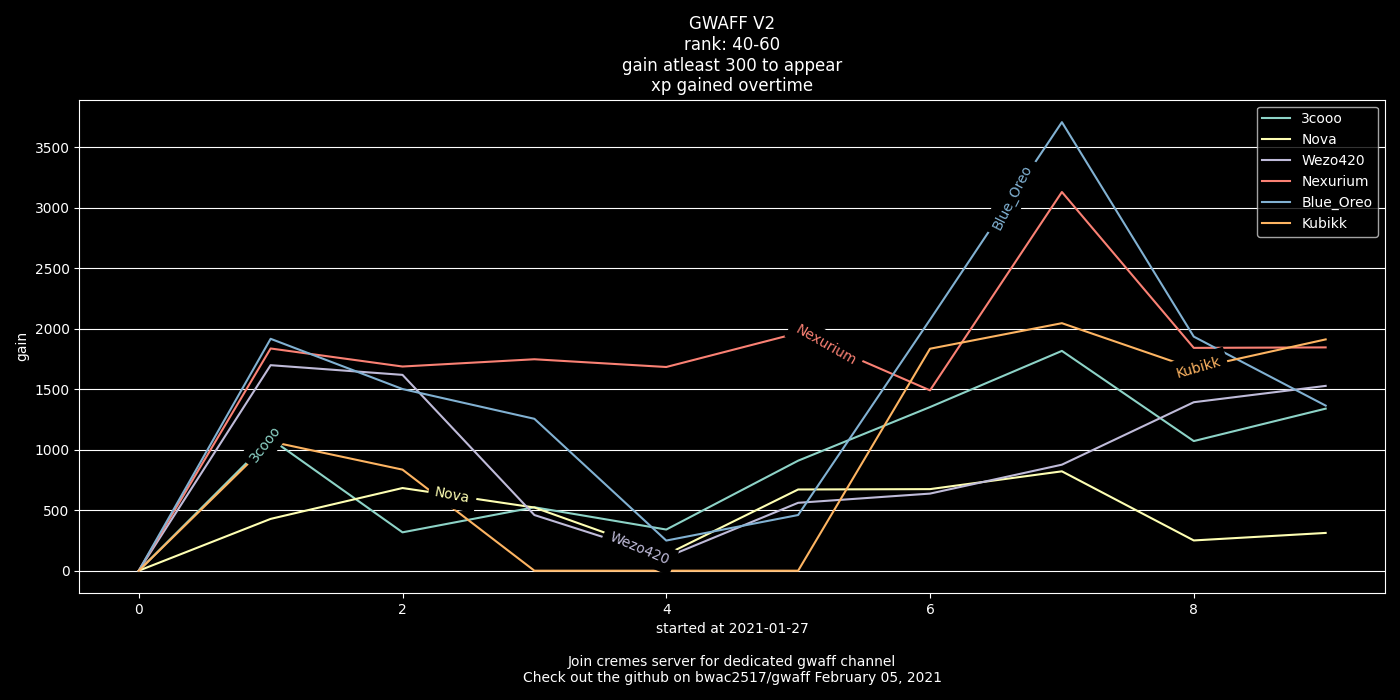 GWAFF V2
rank: 40-60
gain atleast 300 to appear
xp gained overtime
3cooo
Nova
Wezo420
Nexurium
Blue_Oreo
Kubikk
3500
3000
2500
2000
1500
1000
500
0
gain
3cooo
Nova
Wezo420
Nexurium
Blue_Oreo
Kubikk
0 2 4 6 8
started at 2021-01-27
Join cremes server for dedicated gwaff channel
Check out the github on bwac2517/gwaff February 05, 2021